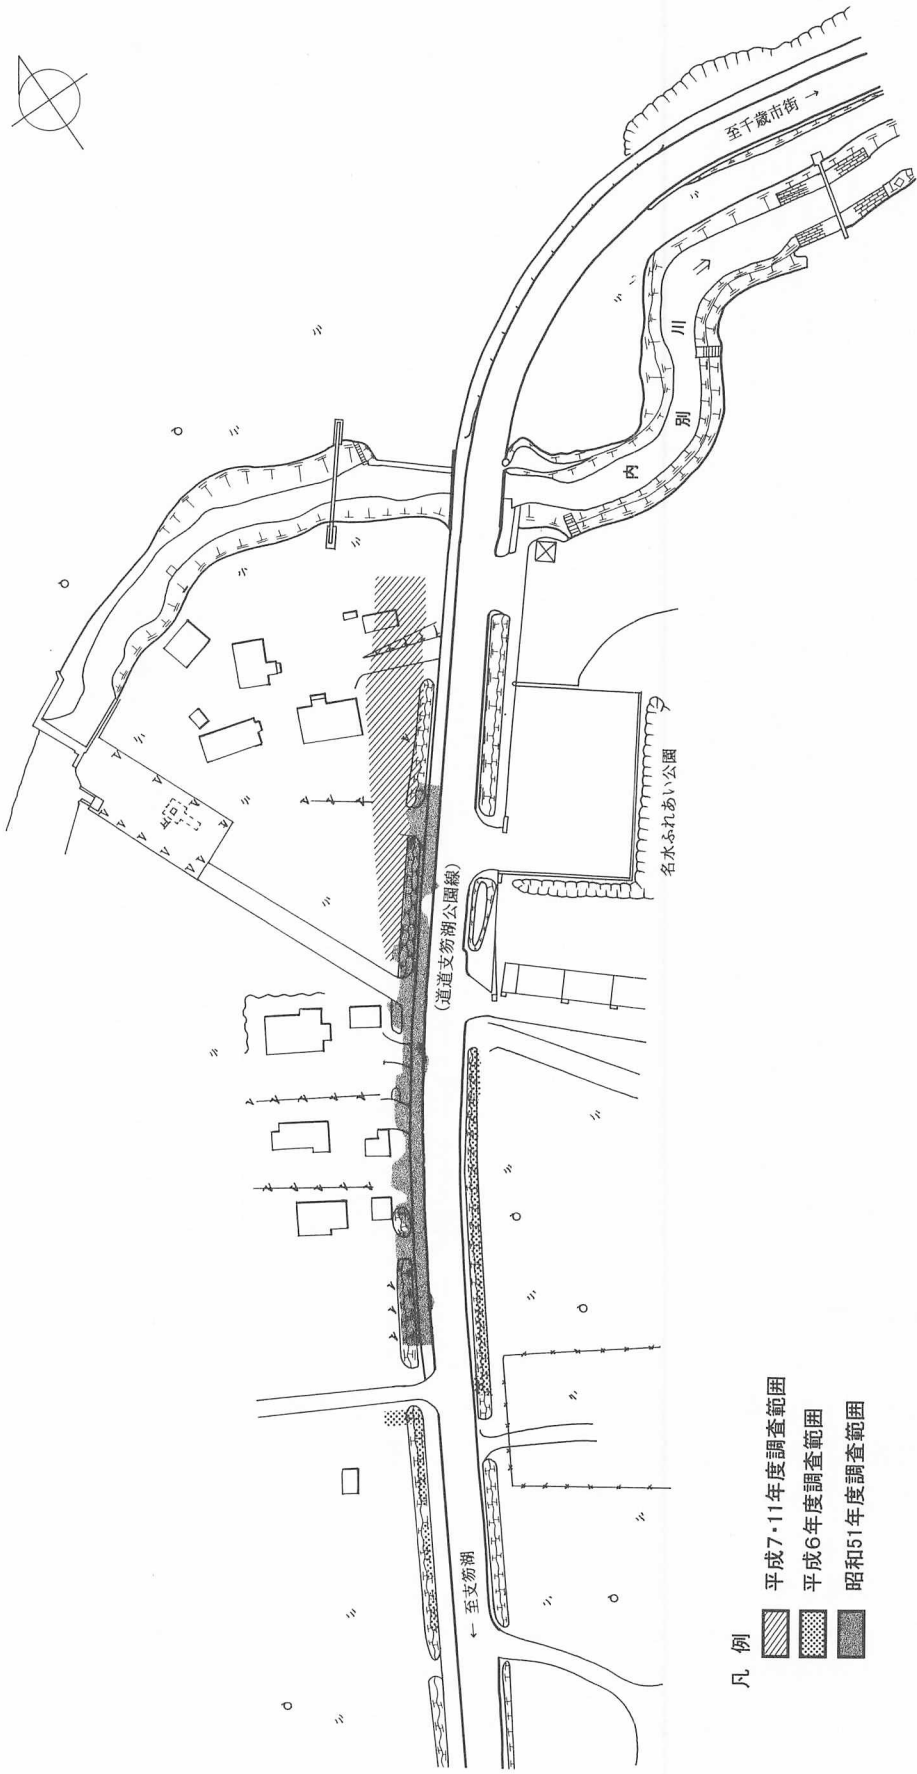 至千歳市街 →
内別川
(道道支笏湖公園線)
名水ふれあい公園
← 至支笏湖
凡例
平成7・11年度調査範囲
平成6年度調査範囲
昭和51年度調査範囲